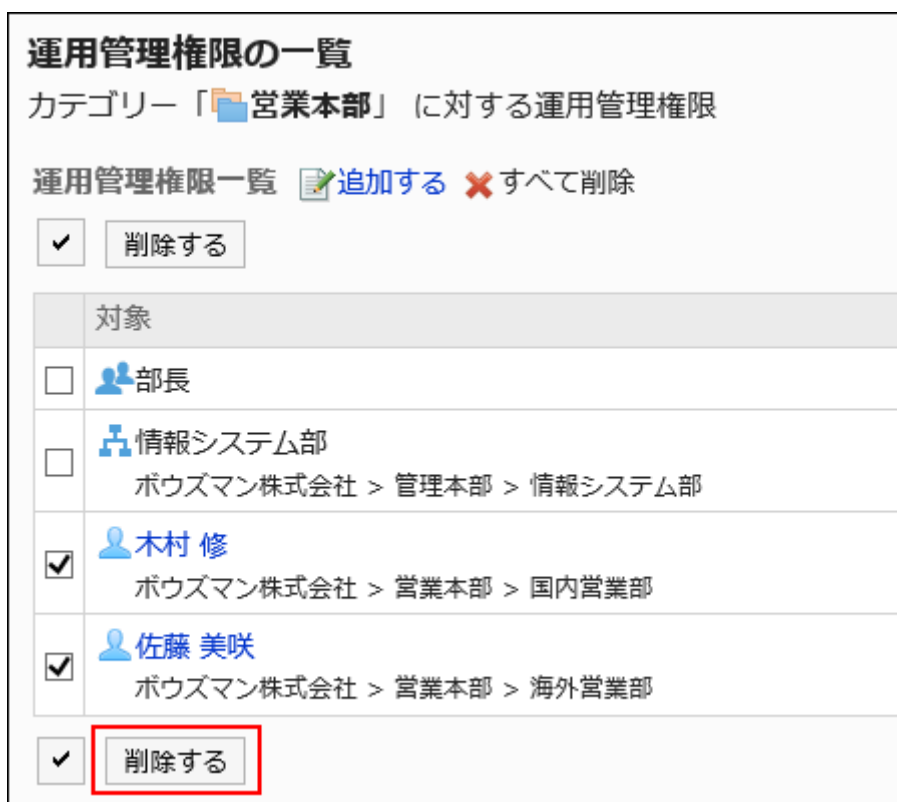 運用管理権限の一覧
カテゴリー「営業本部」 に対する運用管理権限
運用管理権限一覧 追加する すべて削除
削除する
対象
部長
情報システム部
ボウズマン株式会社 > 管理本部 > 情報システム部
木村 修
ボウズマン株式会社 > 営業本部 > 国内営業部
佐藤 美咲
ボウズマン株式会社 > 営業本部 > 海外営業部
削除する